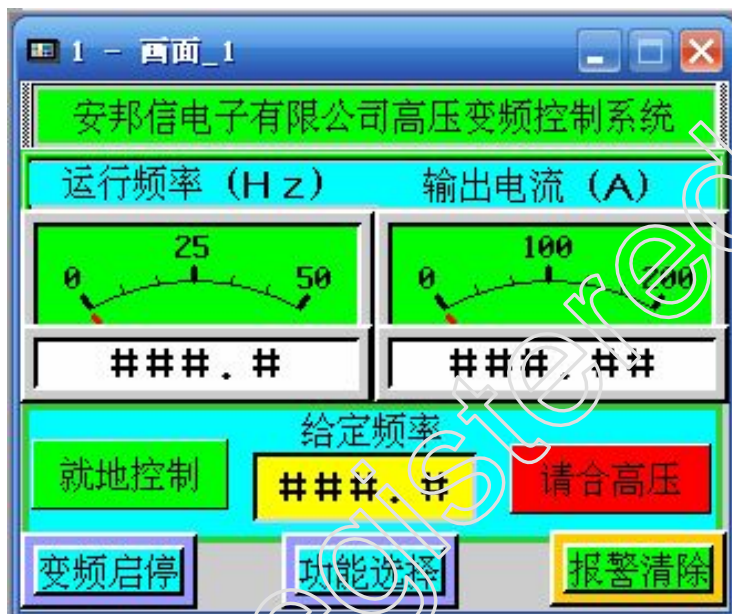 1 - 画面_1
安邦信电子有限公司高压变频控制系统
运行频率（Hz） 输出电流（A）
25 100
0 50 0 200
###.# ###.##
给定频率
就地控制 ###.# 请合高压
变频启停 功能选择 报警清除
gistered